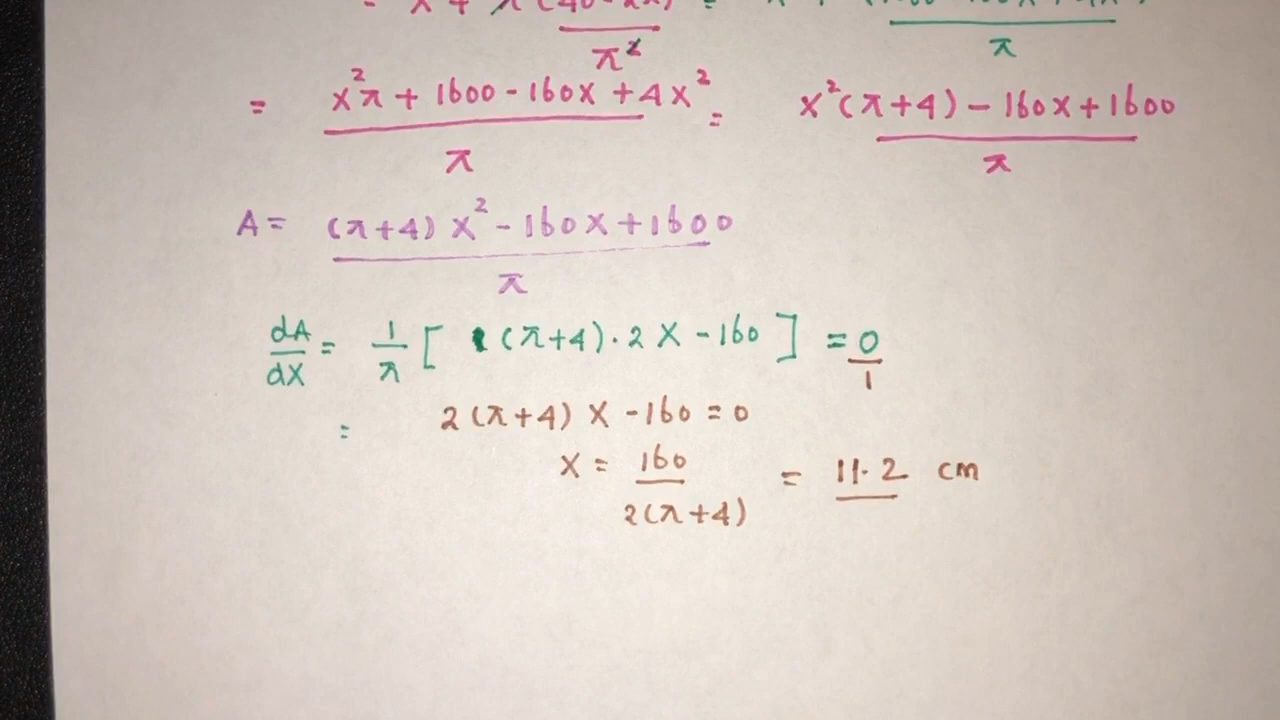 π² π
= x²π + 1600 - 160x + 4x² / π = x²(π+4) - 160x + 1600 / π
A = (π+4) x² - 160x + 1600 / π
dA/dx = 1/π [ (π+4) · 2x - 160 ] = 0/1
= 2(π+4) x - 160 = 0
x = 160 / 2(π+4) = 11.2 cm